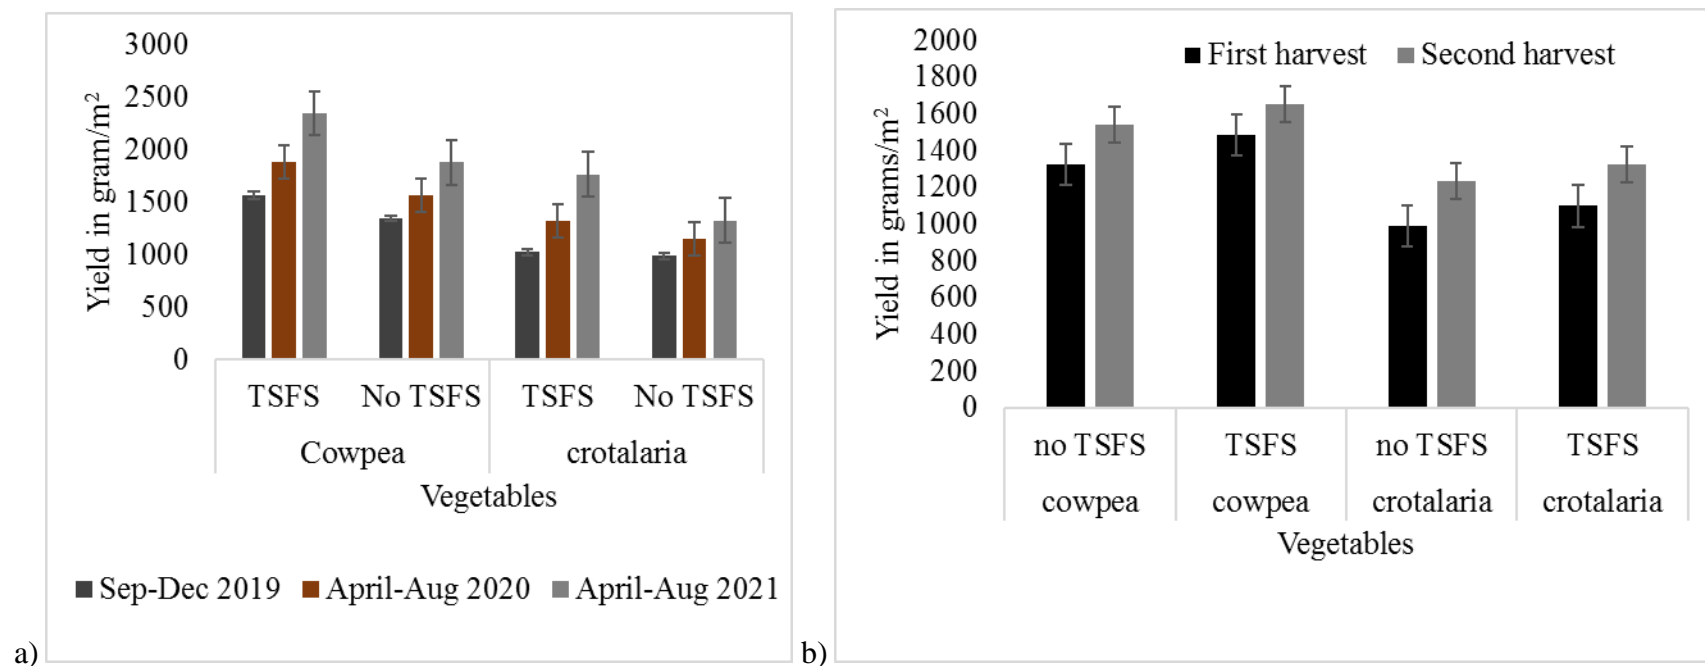 3000
2500
2000
1500
1000
500
0
Yield in gram/m²
TSFS No TSFS TSFS No TSFS
Cowpea crotalaria
Vegetables
Sep-Dec 2019 April-Aug 2020 April-Aug 2021
a)
2000
1800
1600
1400
1200
1000
800
600
400
200
0
Yield in grams/m²
First harvest Second harvest
no TSFS TSFS no TSFS TSFS
cowpea cowpea crotalaria crotalaria
Vegetables
b)